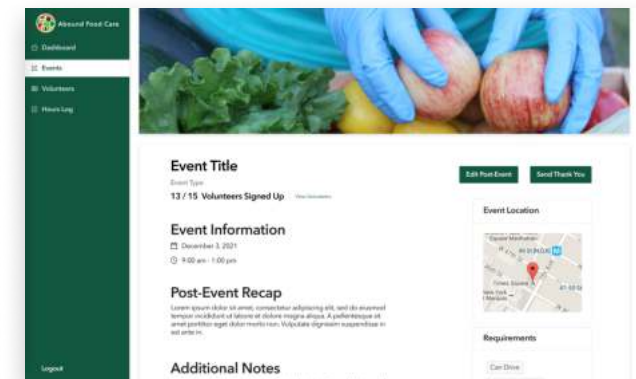 Abound Food Care
Dashboard
Events
Volunteers
Hours Log
Logout
Event Title
Event Type
13 / 15 Volunteers Signed Up
View Volunteers
Edit Post-Event
Send Thank You
Event Information
December 3, 2021
9:00 am - 1:00 pm
Post-Event Recap
Lorem ipsum dolor sit amet, consectetur adipiscing elit, sed do eiusmod
tempor incididunt ut labore et dolore magna aliqua. A pellentesque sit
amet porttitor eget dolor morbi non. Vulputate dignissim suspendisse in
est ante in.
Additional Notes
Event Location
Times Square
Requirements
Can Drive